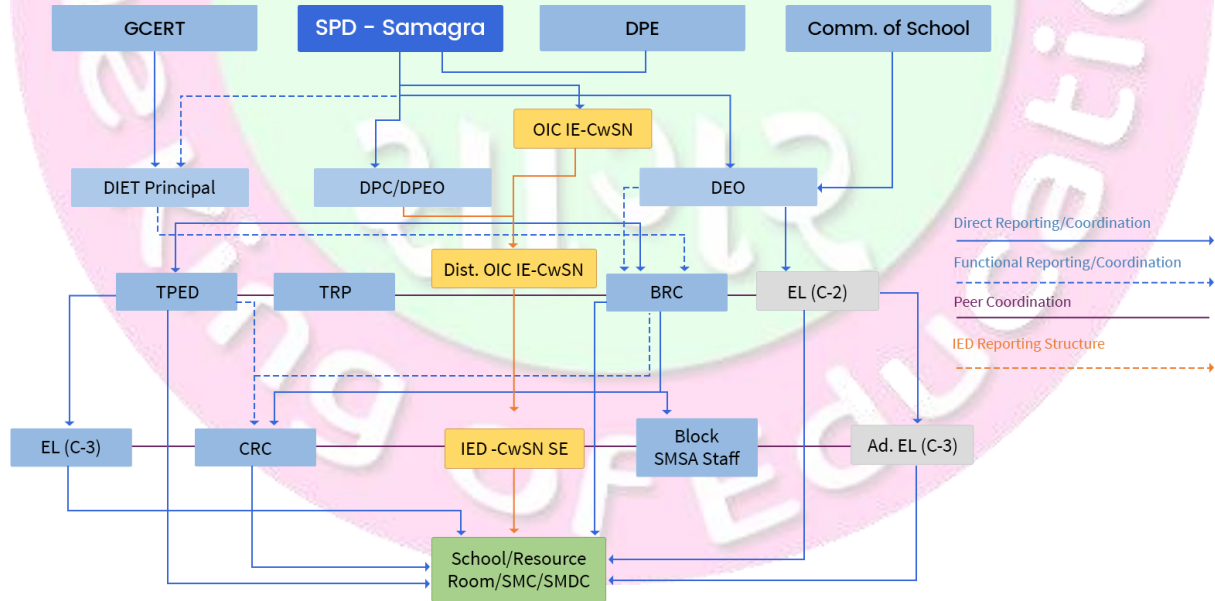 GCERT
SPD - Samagra
DPE
Comm. of School
OIC IE-CwSN
DIET Principal
DPC/DPEO
DEO
Direct Reporting/Coordination
Dist. OIC IE-CwSN
Functional Reporting/Coordination
TPED
TRP
BRC
EL (C-2)
Peer Coordination
IED Reporting Structure
EL (C-3)
CRC
IED -CwSN SE
Block
SMSA Staff
Ad. EL (C-3)
School/Resource
Room/SMC/SMDC